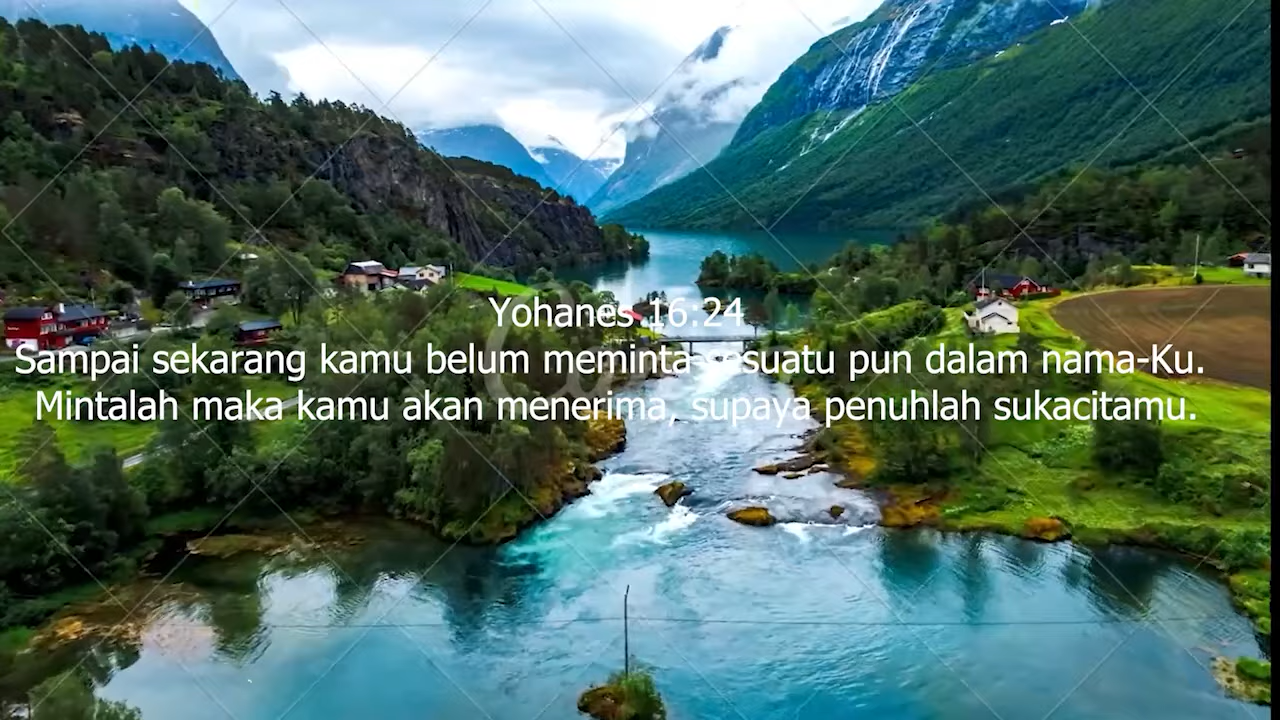 Yohanes 16:24
Sampai sekarang kamu belum meminta sesuatu pun dalam nama-Ku.
Mintalah maka kamu akan menerima, supaya penuhlah sukacitamu.